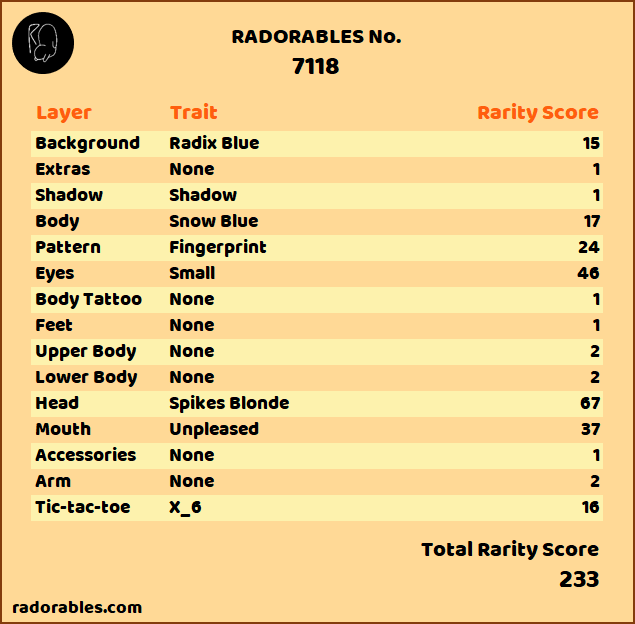 RADORABLES No.
7118
Layer Trait Rarity Score
Background Radix Blue 15
Extras None 1
Shadow Shadow 1
Body Snow Blue 17
Pattern Fingerprint 24
Eyes Small 46
Body Tattoo None 1
Feet None 1
Upper Body None 2
Lower Body None 2
Head Spikes Blonde 67
Mouth Unpleased 37
Accessories None 1
Arm None 2
Tic-tac-toe X_6 16
Total Rarity Score
233
radorables.com